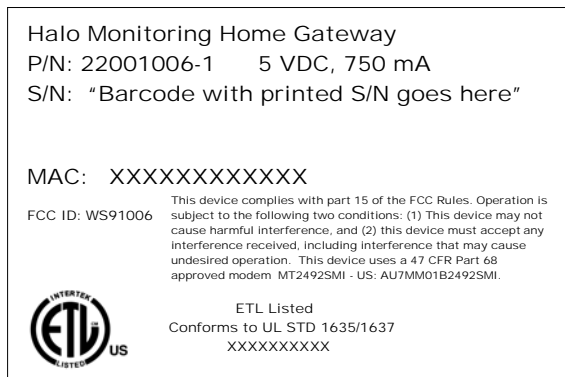 Halo Monitoring Home Gateway
P/N: 22001006-1 5 VDC, 750 mA
S/N: “Barcode with printed S/N goes here”
MAC: XXXXXXXXXXXX
FCC ID: WS91006
This device complies with part 15 of the FCC Rules. Operation is
subject to the following two conditions: (1) This device may not
cause harmful interference, and (2) this device must accept any
interference received, including interference that may cause
undesired operation. This device uses a 47 CFR Part 68
approved modem MT2492SMI - US: AU7MM01B2492SMI.
INTERTEK
ETL
CM
LISTED
US
ETL Listed
Conforms to UL STD 1635/1637
XXXXXXXXXX